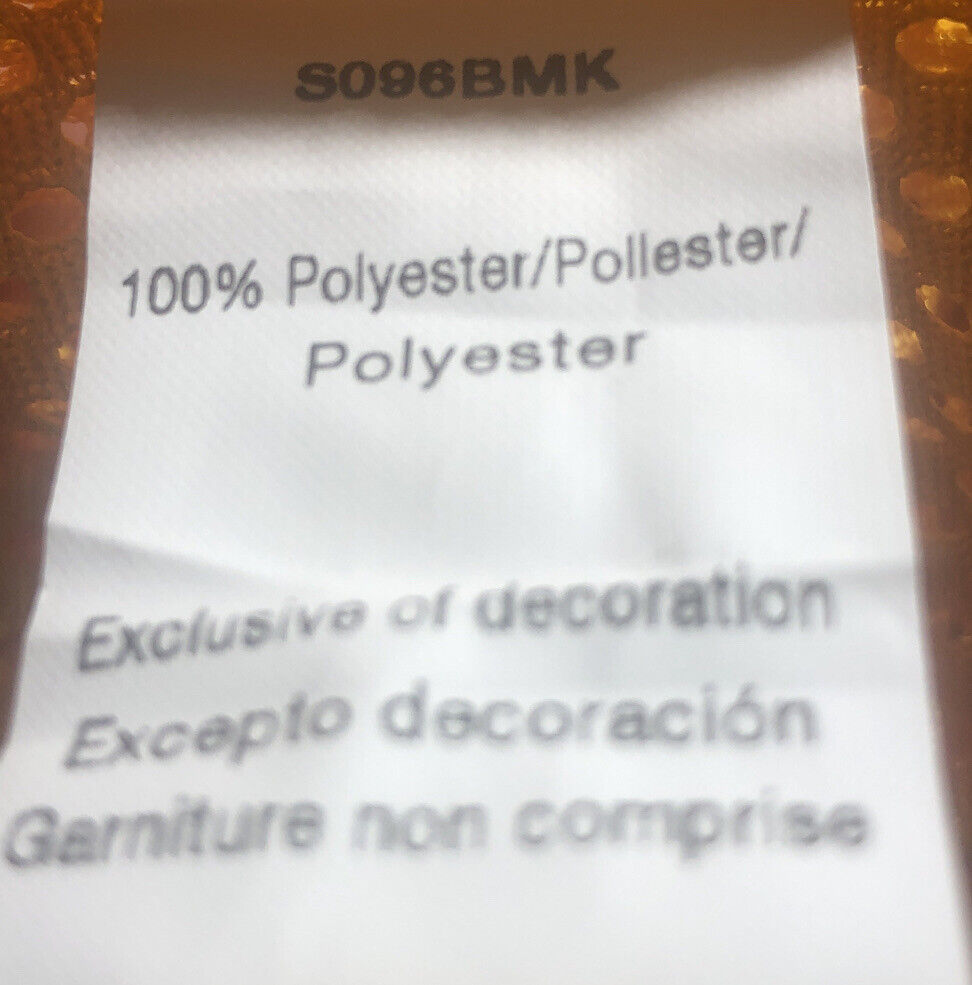 S096BMK
100% Polyester/Poliester/
Polyester
Exclusive of decoration
Excepto decoración
Garniture non comprise